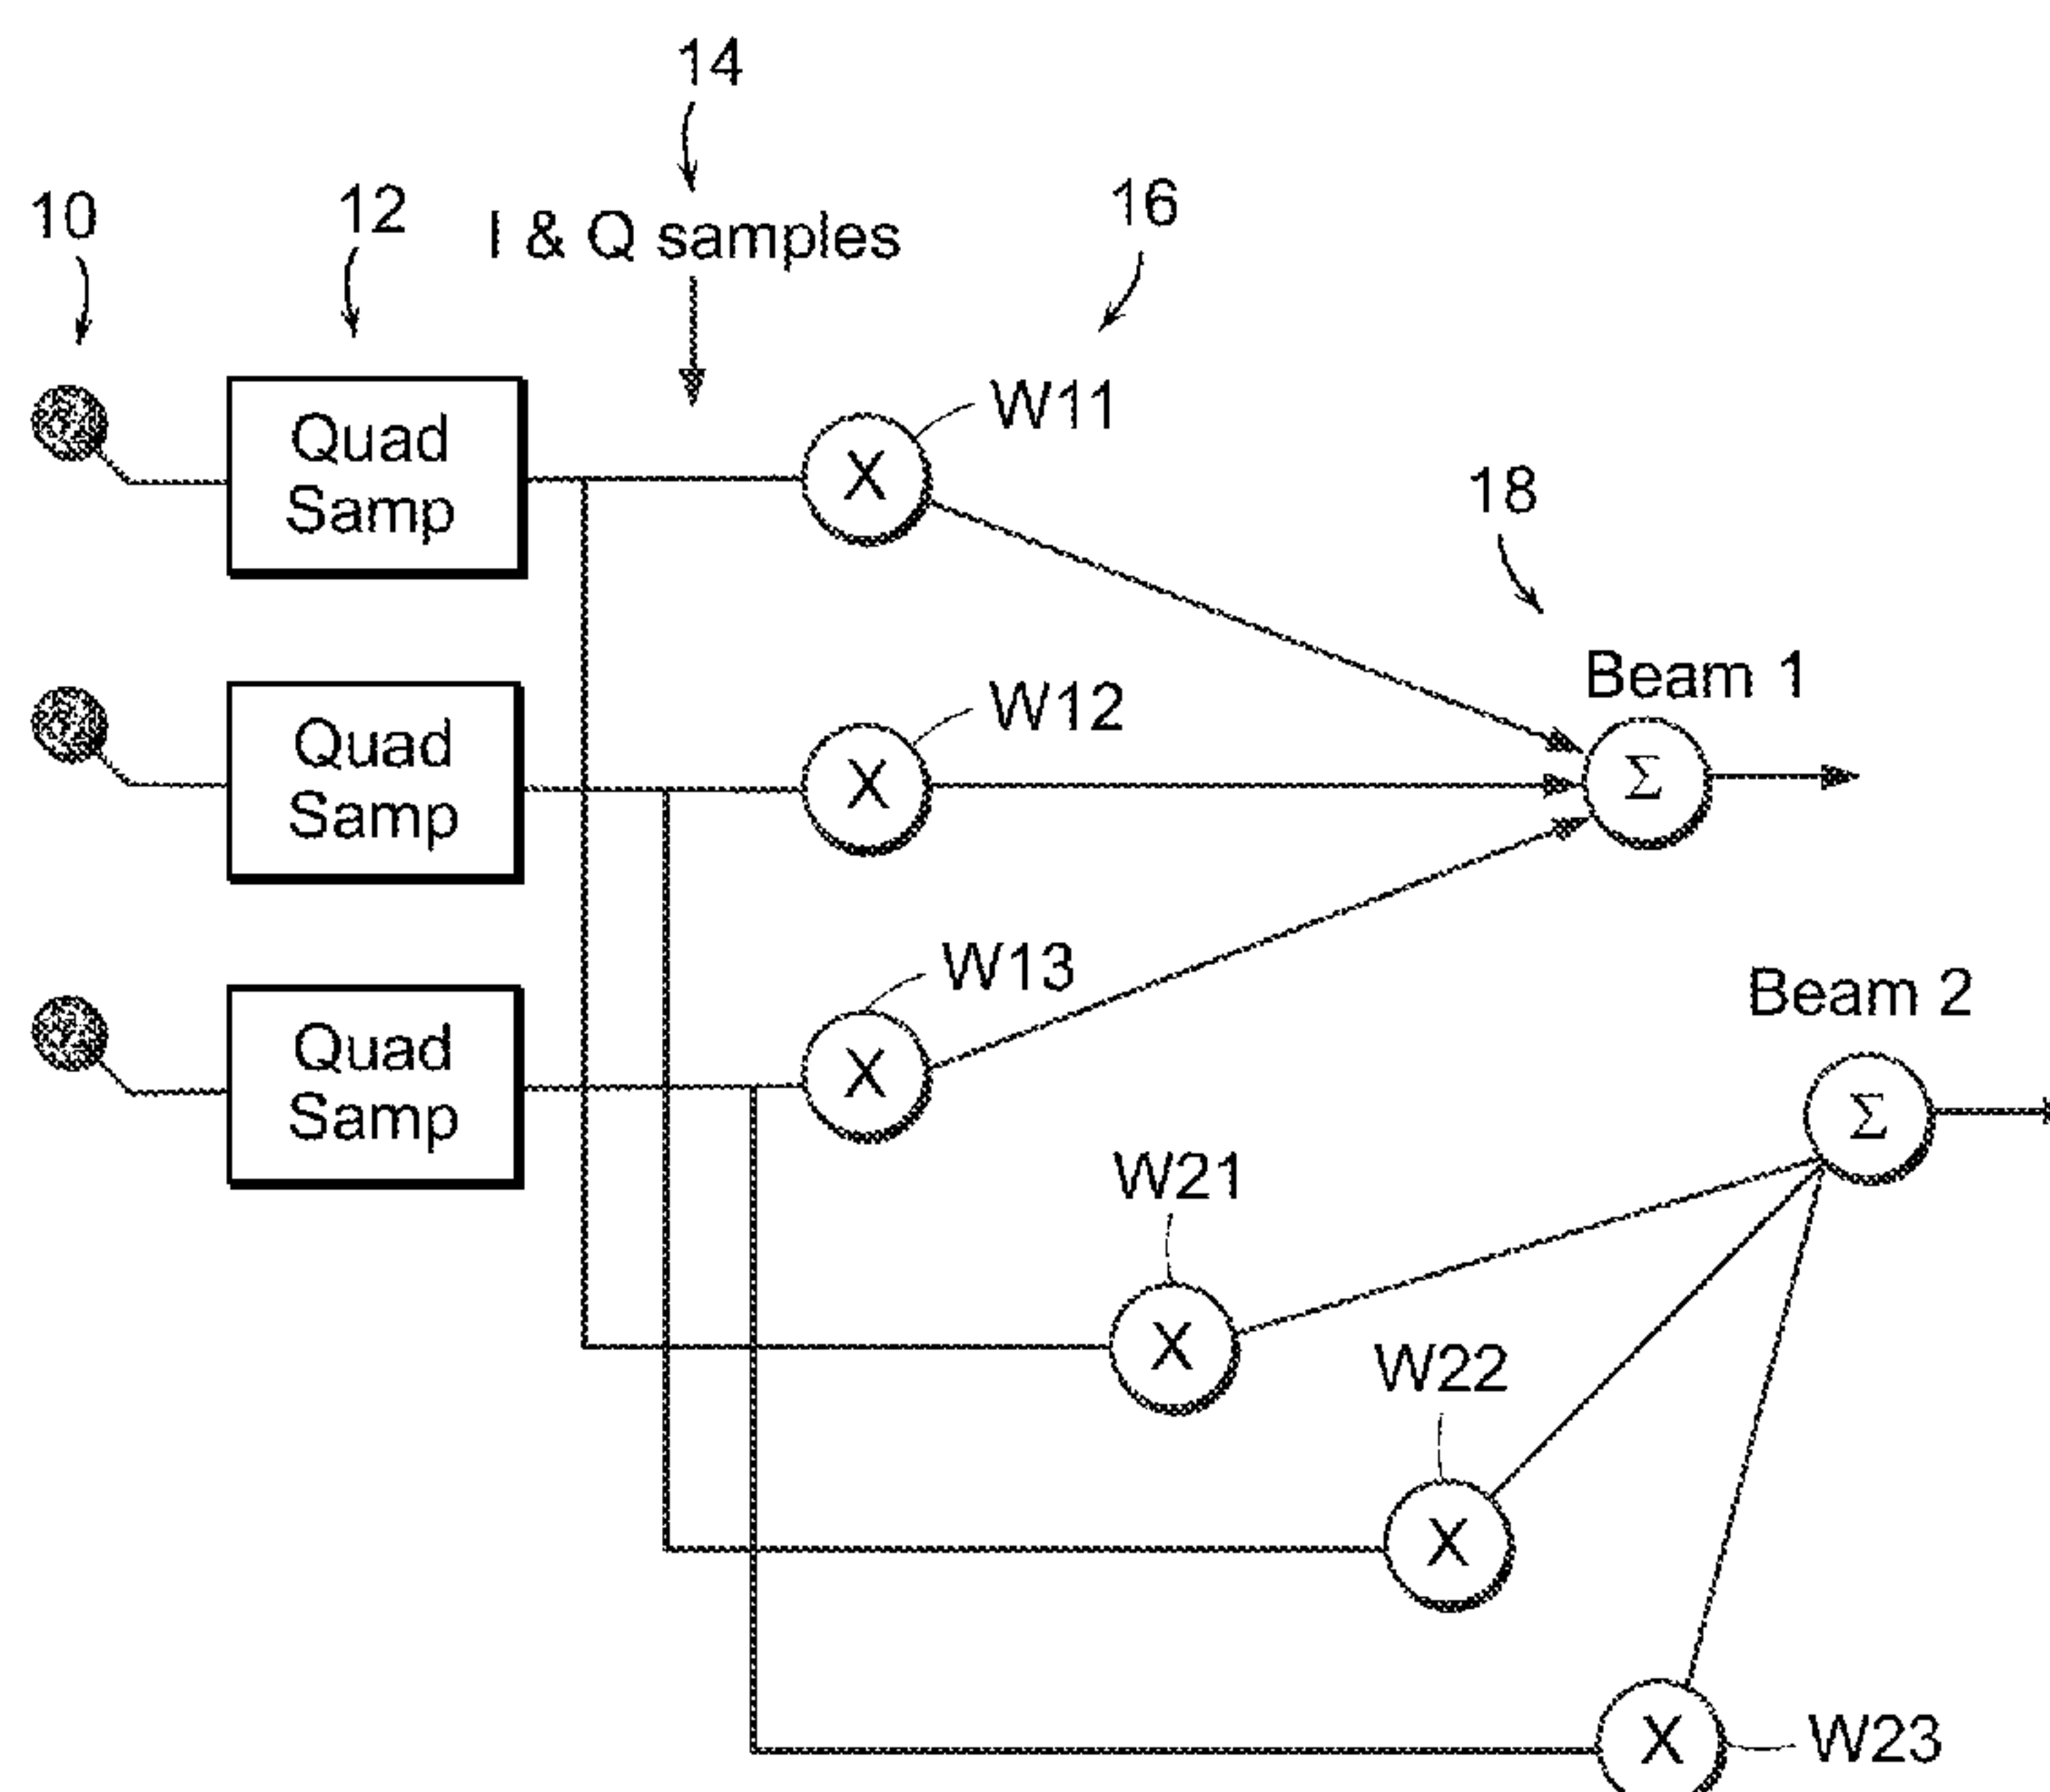 14
10
12
I & Q samples
16
Quad
Samp
X
W11
18
Beam 1
Quad
Samp
X
W12
Σ
Quad
Samp
X
W13
Beam 2
Σ
W21
X
W22
X
X
W23